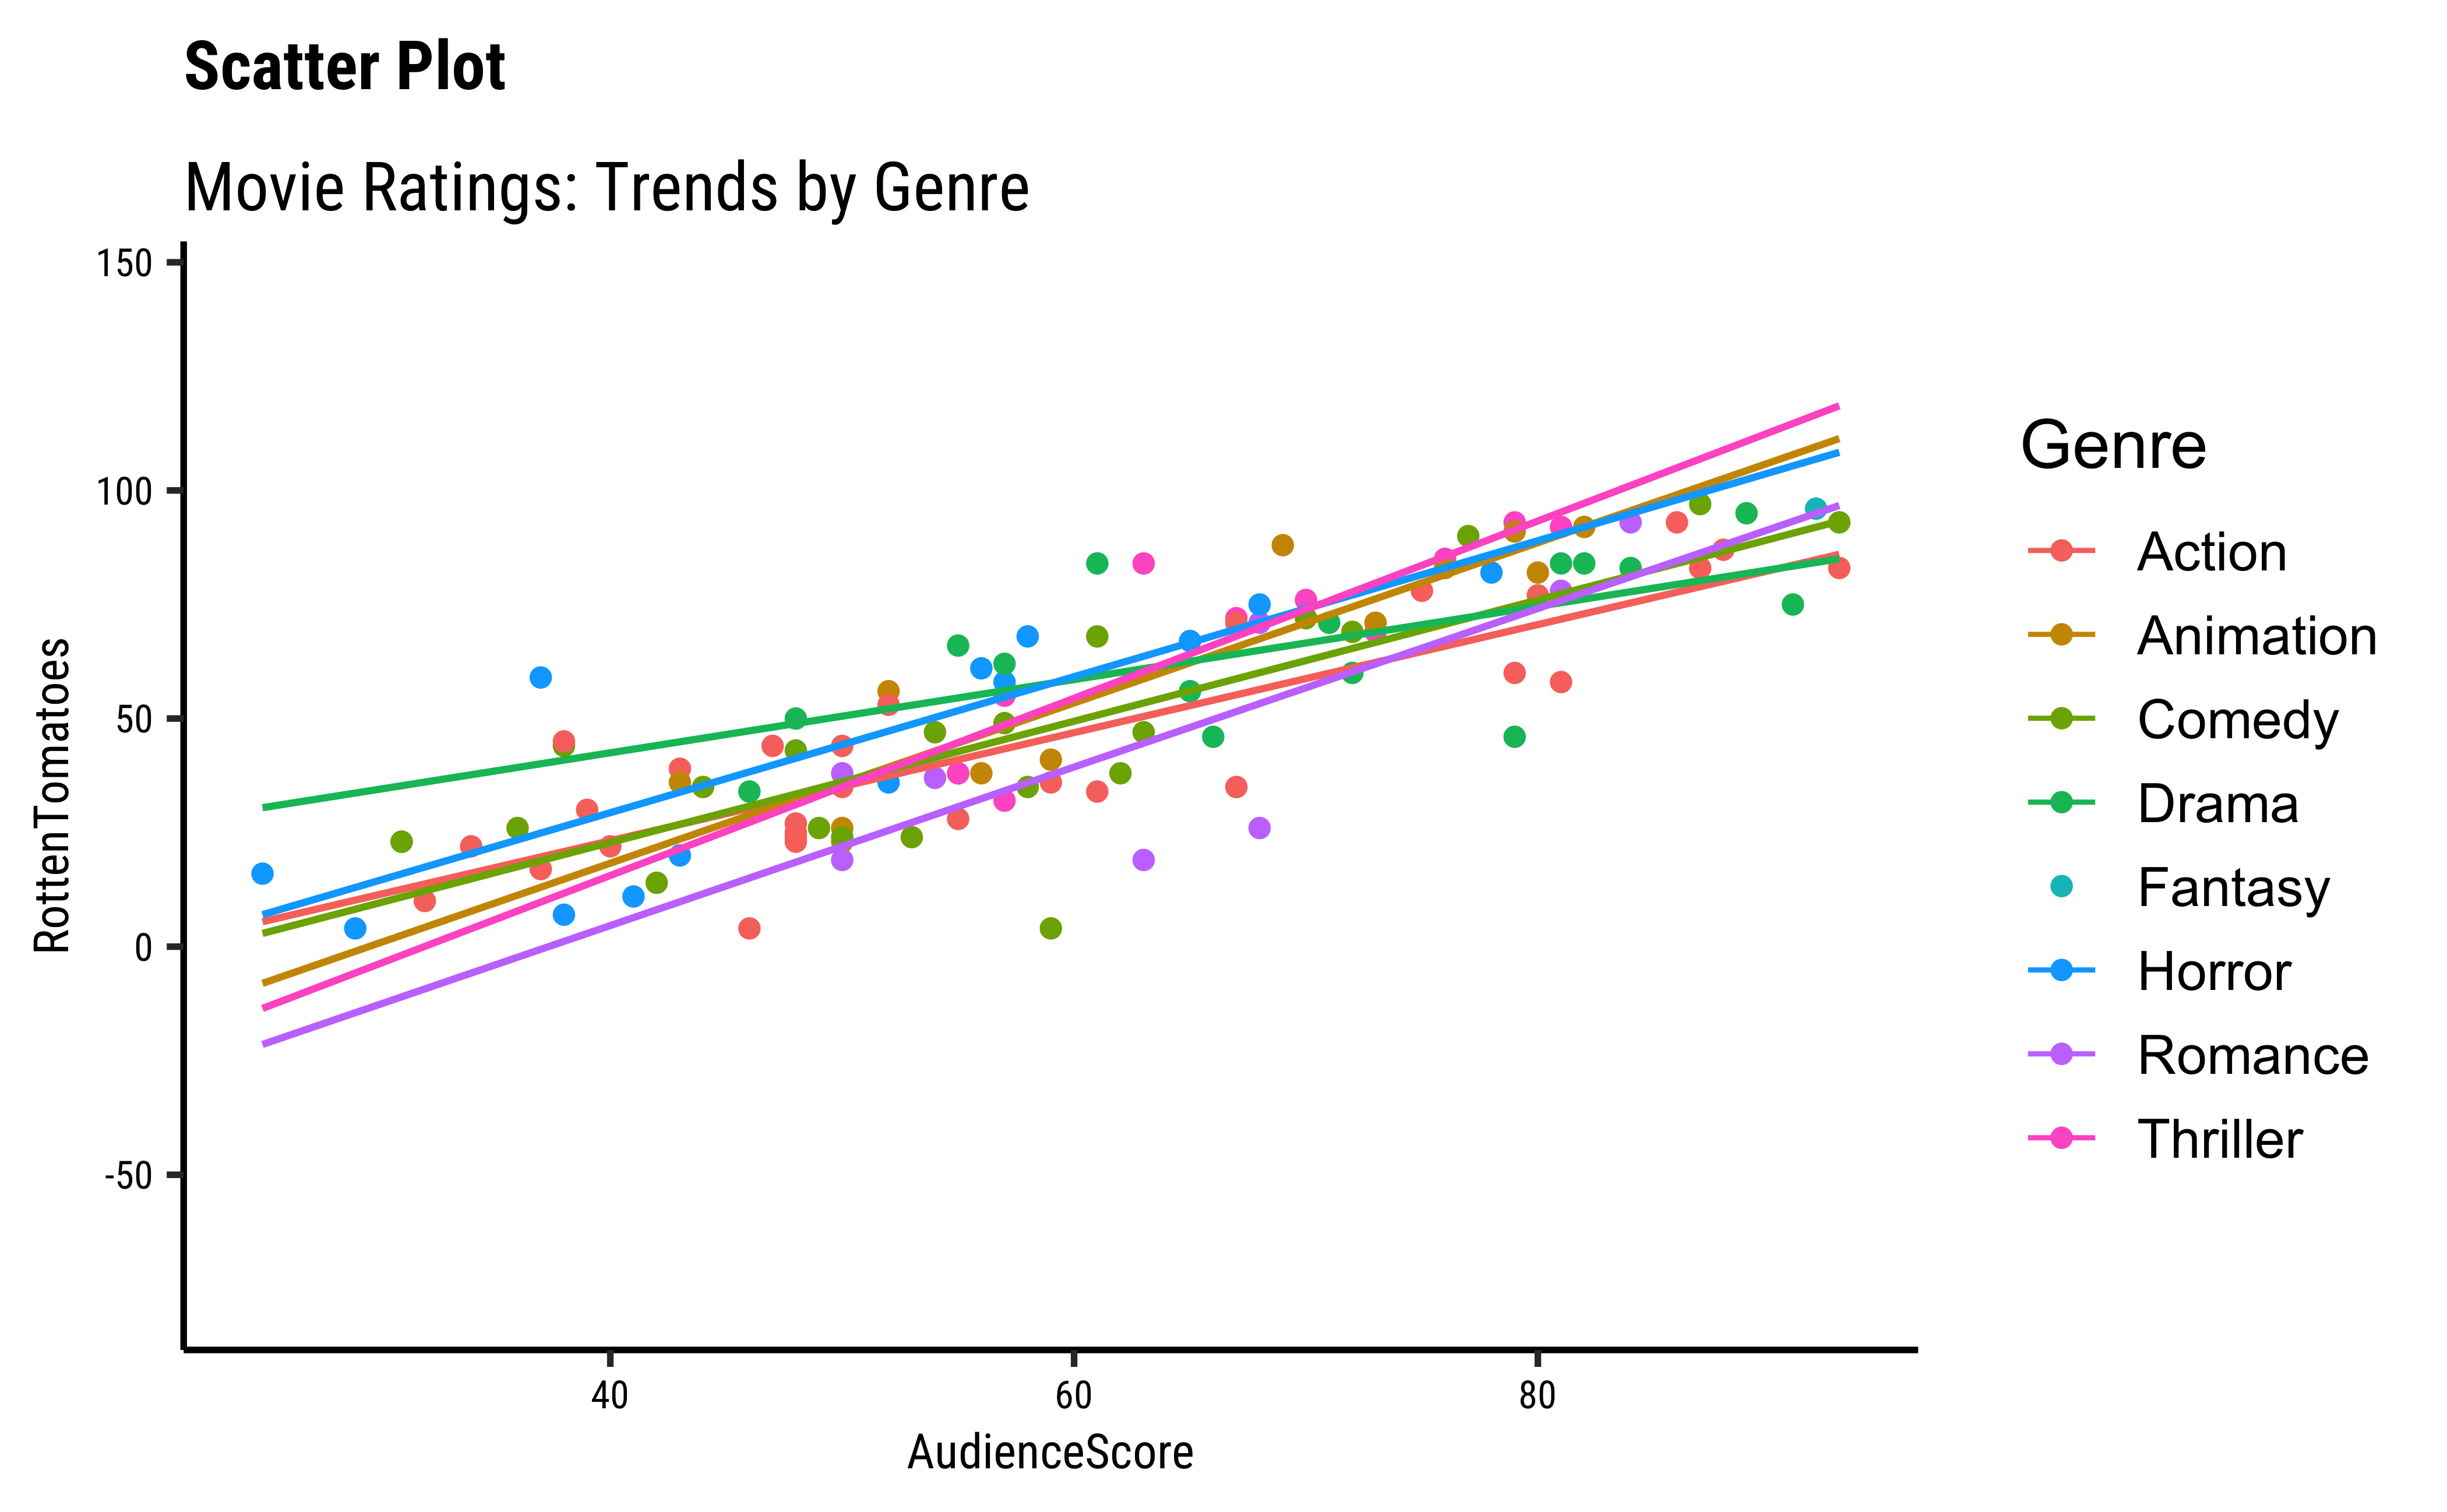 Scatter Plot
Movie Ratings: Trends by Genre
150
100
50
0
-50
RottenTomatoes
40
60
80
AudienceScore
Genre
Action
Animation
Comedy
Drama
Fantasy
Horror
Romance
Thriller